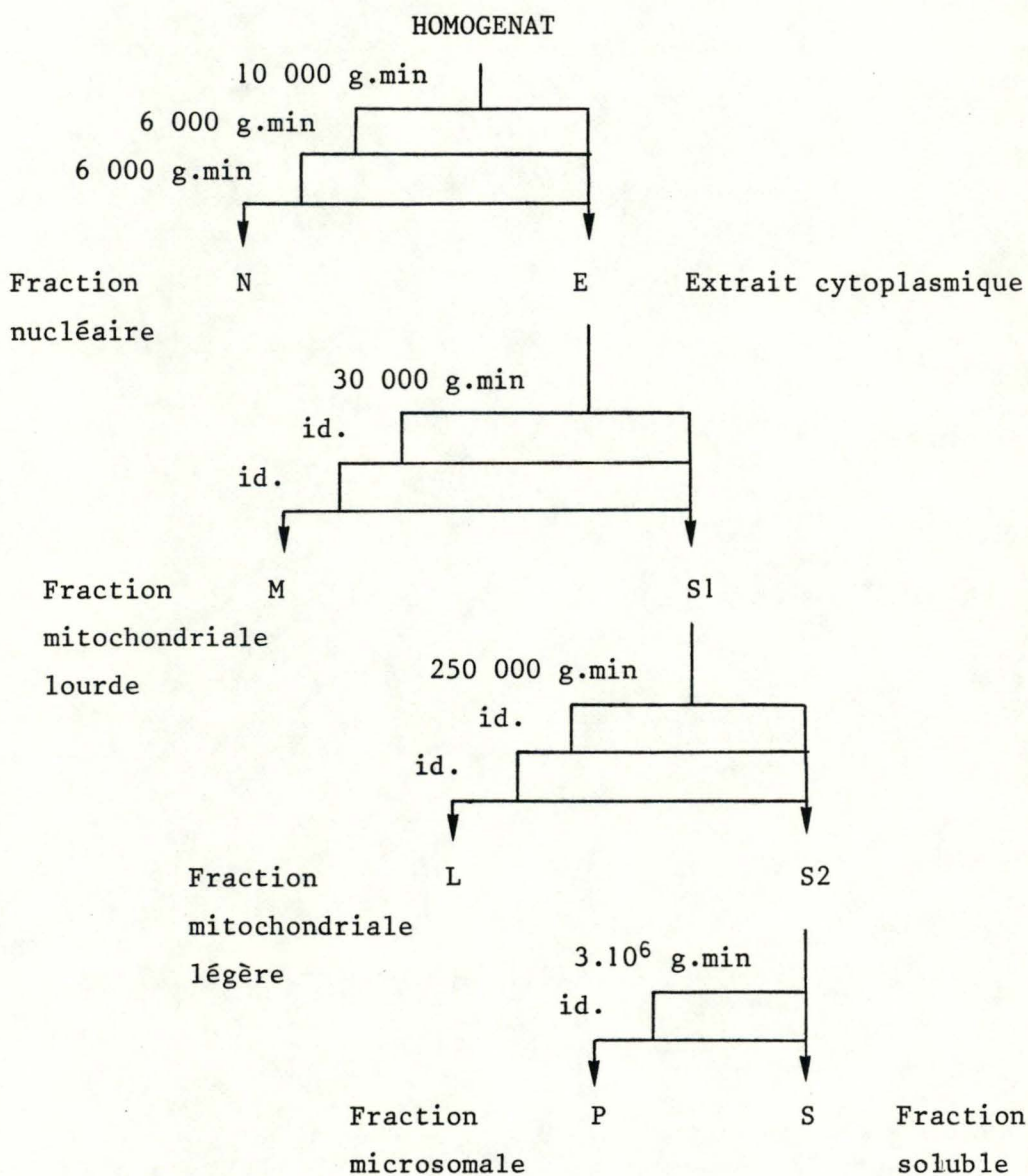 HOMOGENAT
10 000 g.min
6 000 g.min
6 000 g.min
Fraction N E Extrait cytoplasmique
nucléaire
30 000 g.min
id.
id.
Fraction M S1
mitochondriale
lourde
250 000 g.min
id.
id.
Fraction L S2
mitochondriale
légère
3.10⁶ g.min
id.
Fraction P S Fraction
microsomale soluble